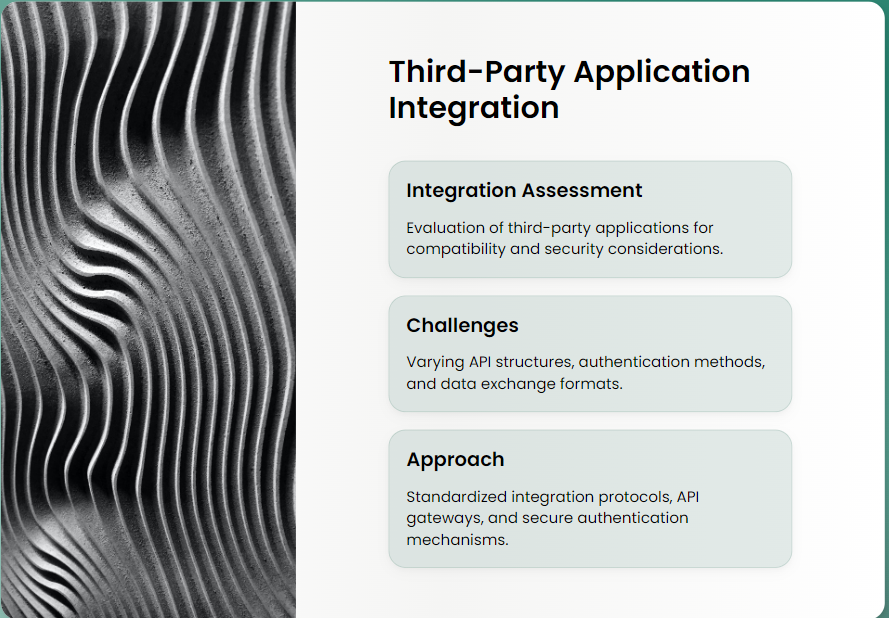 Third-Party Application
Integration
Integration Assessment
Evaluation of third-party applications for
compatibility and security considerations.
Challenges
Varying API structures, authentication methods,
and data exchange formats.
Approach
Standardized integration protocols, API
gateways, and secure authentication
mechanisms.